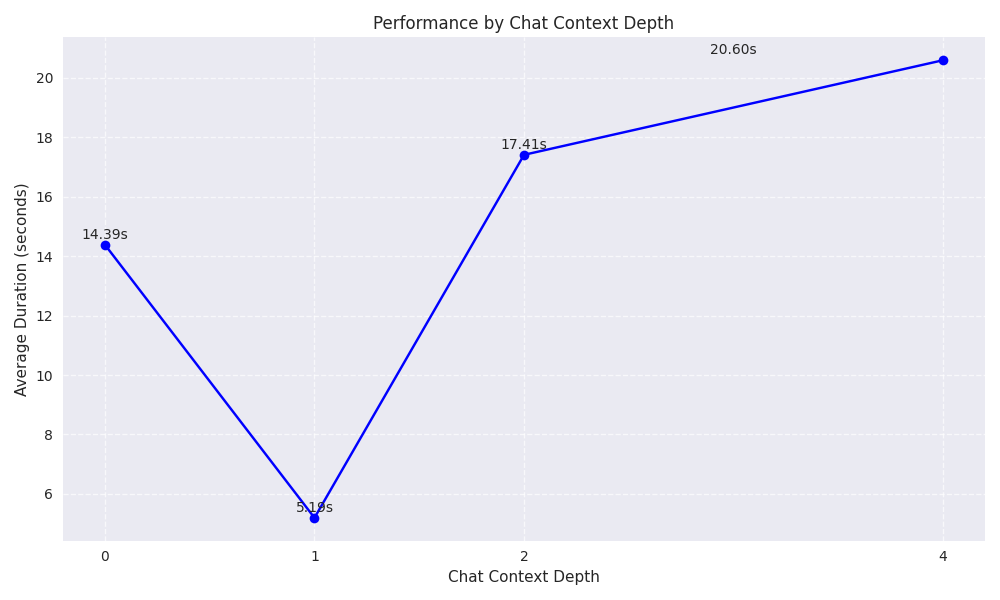 Performance by Chat Context Depth
20.60s
20
18
17.41s
16
14.39s
14
12
10
8
6
5.19s
0 1 2 4
Average Duration (seconds)
Chat Context Depth